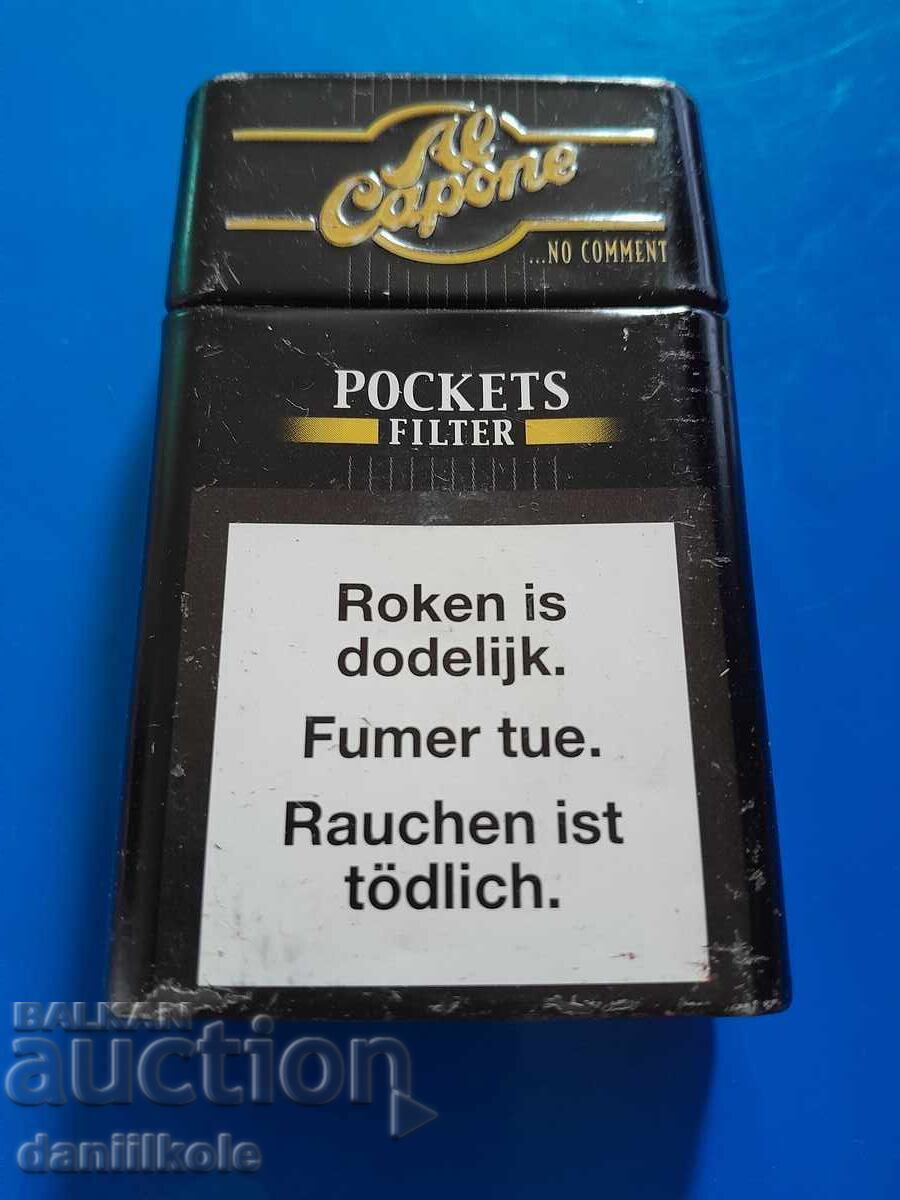 Al
Capone
...NO COMMENT
POCKETS
FILTER
Roken is
dodelijk.
Fumer tue.
Rauchen ist
tödlich.
BALKAN
auction
daniilkole